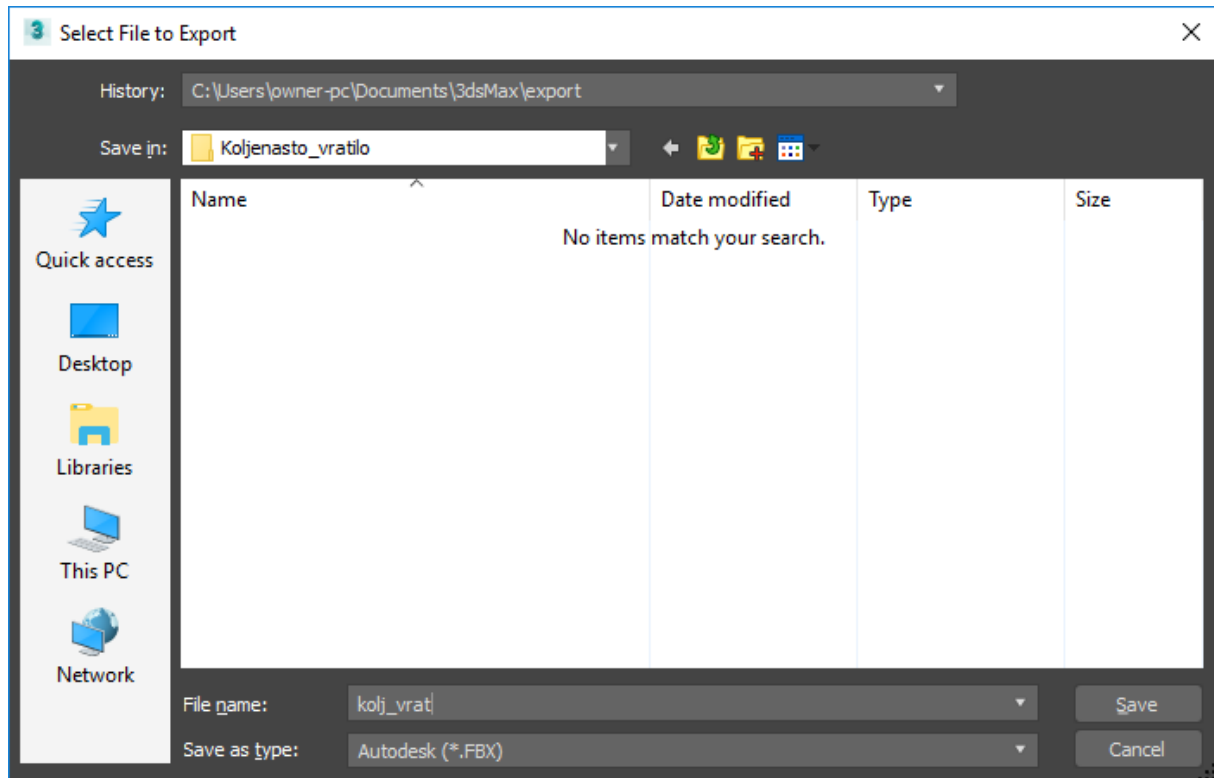 3 Select File to Export
History: C:\Users\owner-pc\Documents\3dsMax\export
Save in: Koljenasto_vratilo
Name Date modified Type Size
No items match your search.
Quick access
Desktop
Libraries
This PC
Network
File name: kolj_vrat Save
Save as type: Autodesk (*.FBX) Cancel